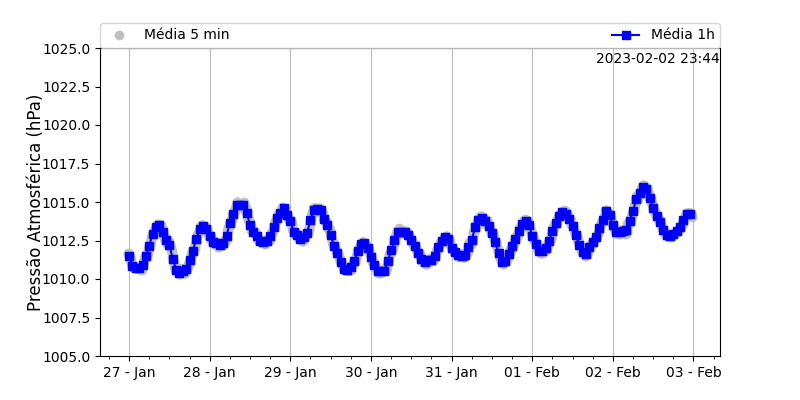 Média 5 min
Média 1h
2023-02-02 23:44
Pressão Atmosférica (hPa)
1025.0
1022.5
1020.0
1017.5
1015.0
1012.5
1010.0
1007.5
1005.0
27 - Jan
28 - Jan
29 - Jan
30 - Jan
31 - Jan
01 - Feb
02 - Feb
03 - Feb